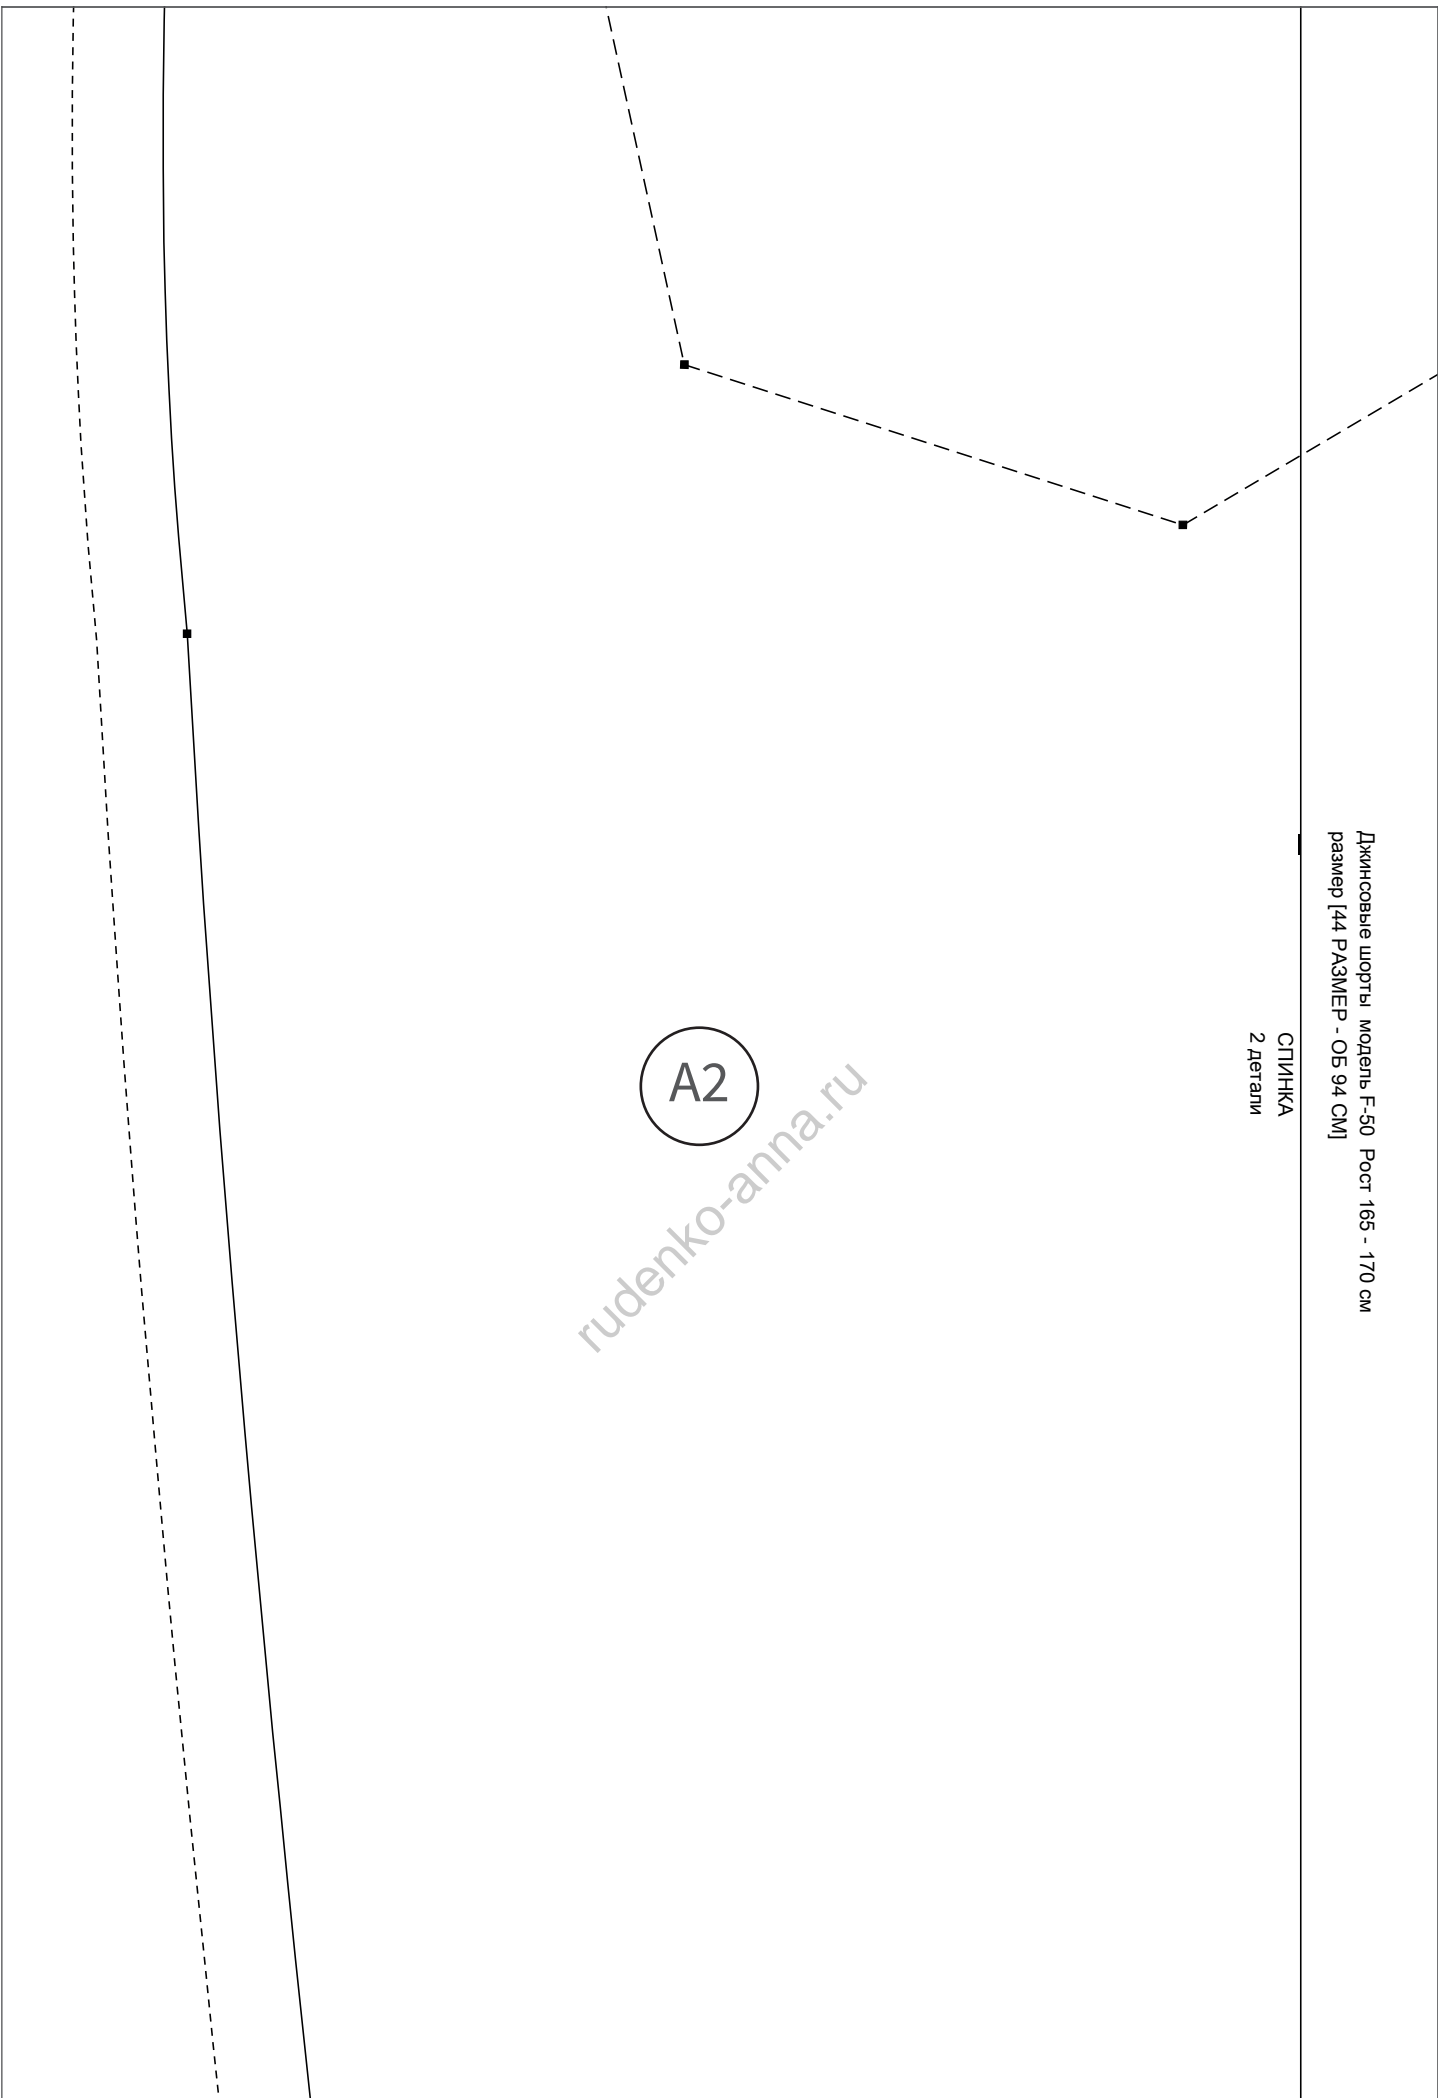 Джинсовые шорты модель F-50 Рост 165 - 170 см
размер [44 РАЗМЕР - ОБ 94 СМ]
СПИНКА
2 детали
A2
rudenko-anna.ru